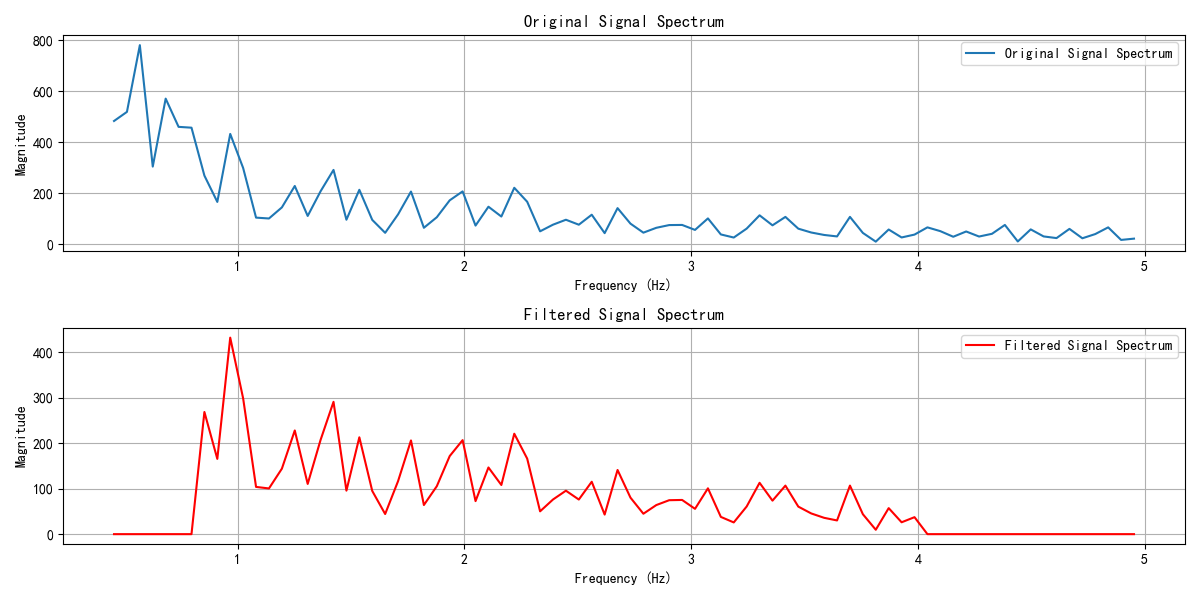 Original Signal Spectrum
Original Signal Spectrum
800
600
400
200
0
Magnitude
1
2
3
4
5
Frequency (Hz)
Filtered Signal Spectrum
Filtered Signal Spectrum
400
300
200
100
0
Magnitude
1
2
3
4
5
Frequency (Hz)